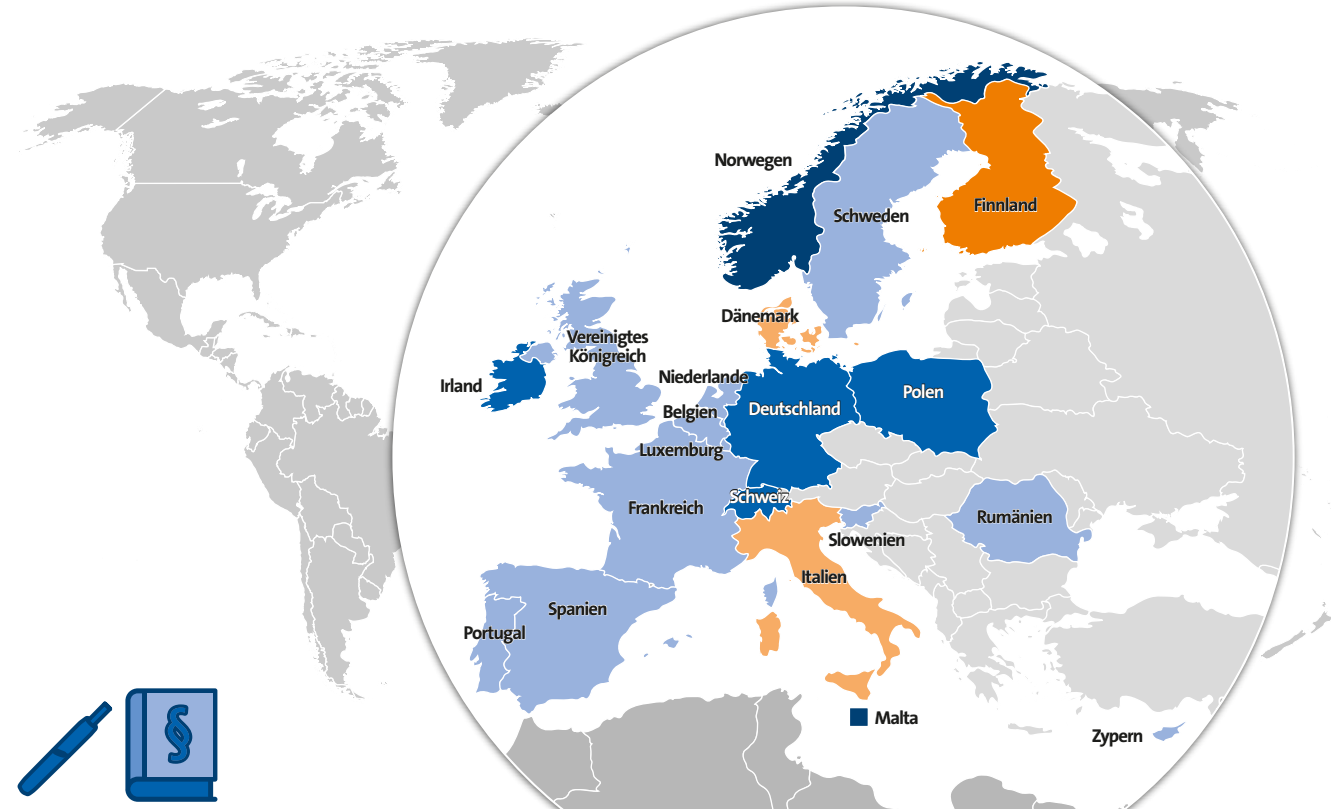 Norwegen
Schweden
Finnland
Dänemark
Vereinigtes
Königreich
Irland
Niederlande
Belgien
Deutschland
Polen
Luxemburg
Schweiz
Frankreich
Rumänien
Slowenien
Italien
Spanien
Portugal
Malta
Zypern
§